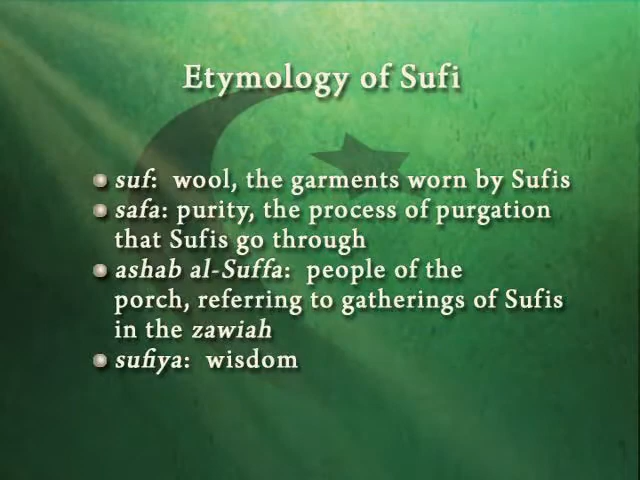 Etymology of Sufi
suf: wool, the garments worn by Sufis
safa: purity, the process of purgation
that Sufis go through
ashab al-Suffa: people of the
porch, referring to gatherings of Sufis
in the zawiah
sufiya: wisdom